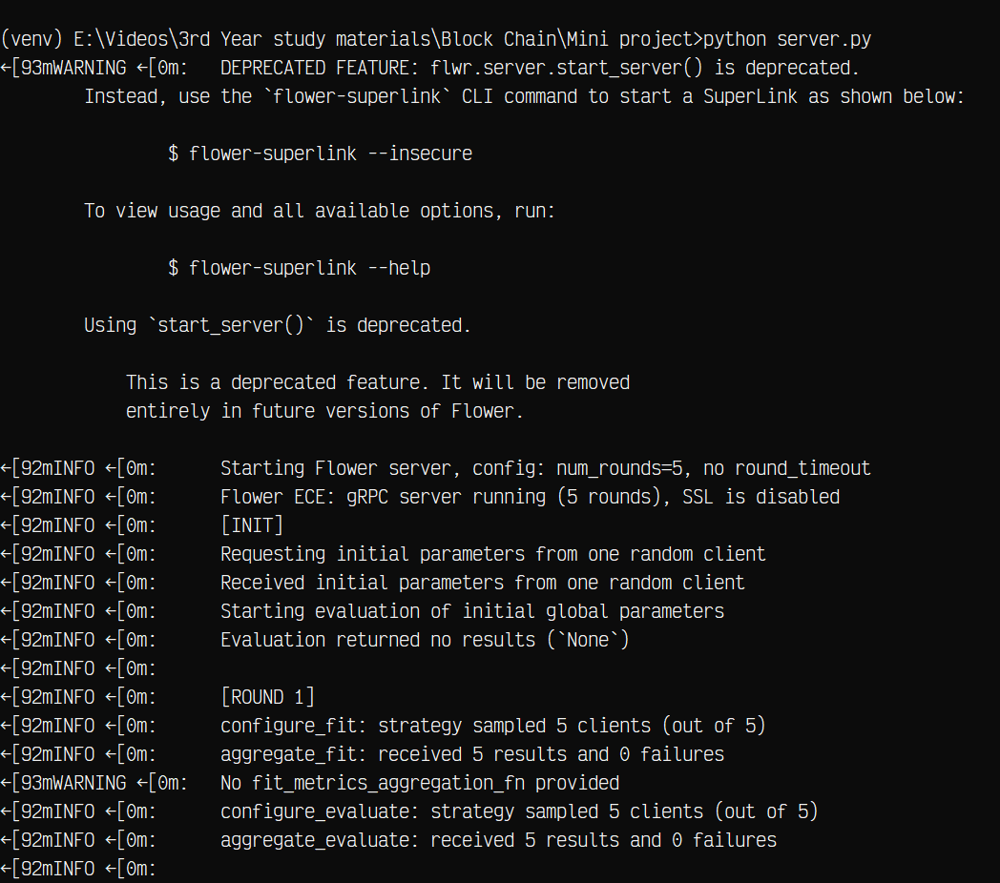 (venv) E:\Videos\3rd Year study materials\Block Chain\Mini project>python server.py
←[93mWARNING ←[0m:   DEPRECATED FEATURE: flwr.server.start_server() is deprecated.
        Instead, use the `flower-superlink` CLI command to start a SuperLink as shown below:
                $ flower-superlink --insecure
        To view usage and all available options, run:
                $ flower-superlink --help
        Using `start_server()` is deprecated.
            This is a deprecated feature. It will be removed
            entirely in future versions of Flower.
←[92mINFO ←[0m:      Starting Flower server, config: num_rounds=5, no round_timeout
←[92mINFO ←[0m:      Flower ECE: gRPC server running (5 rounds), SSL is disabled
←[92mINFO ←[0m:      [INIT]
←[92mINFO ←[0m:      Requesting initial parameters from one random client
←[92mINFO ←[0m:      Received initial parameters from one random client
←[92mINFO ←[0m:      Starting evaluation of initial global parameters
←[92mINFO ←[0m:      Evaluation returned no results (`None`)
←[92mINFO ←[0m:
←[92mINFO ←[0m:      [ROUND 1]
←[92mINFO ←[0m:      configure_fit: strategy sampled 5 clients (out of 5)
←[92mINFO ←[0m:      aggregate_fit: received 5 results and 0 failures
←[93mWARNING ←[0m:   No fit_metrics_aggregation_fn provided
←[92mINFO ←[0m:      configure_evaluate: strategy sampled 5 clients (out of 5)
←[92mINFO ←[0m:      aggregate_evaluate: received 5 results and 0 failures
←[92mINFO ←[0m: